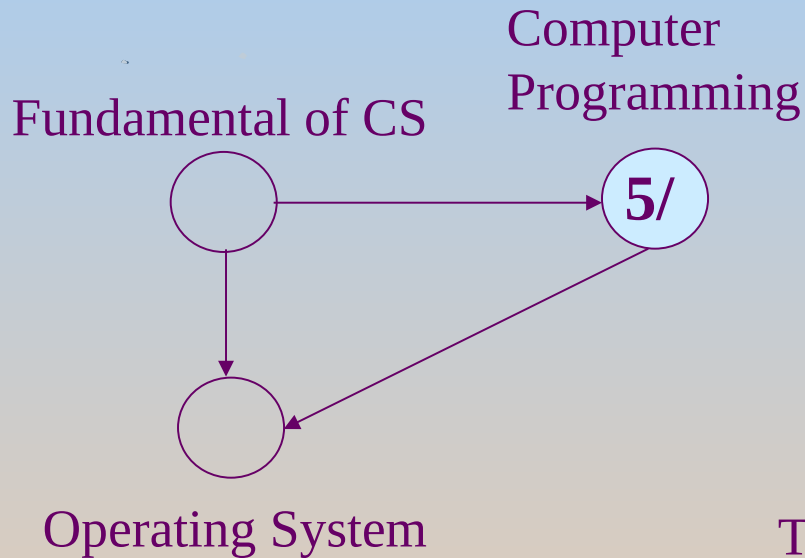 Computer
Programming
Fundamental of CS
5/
Operating System
T